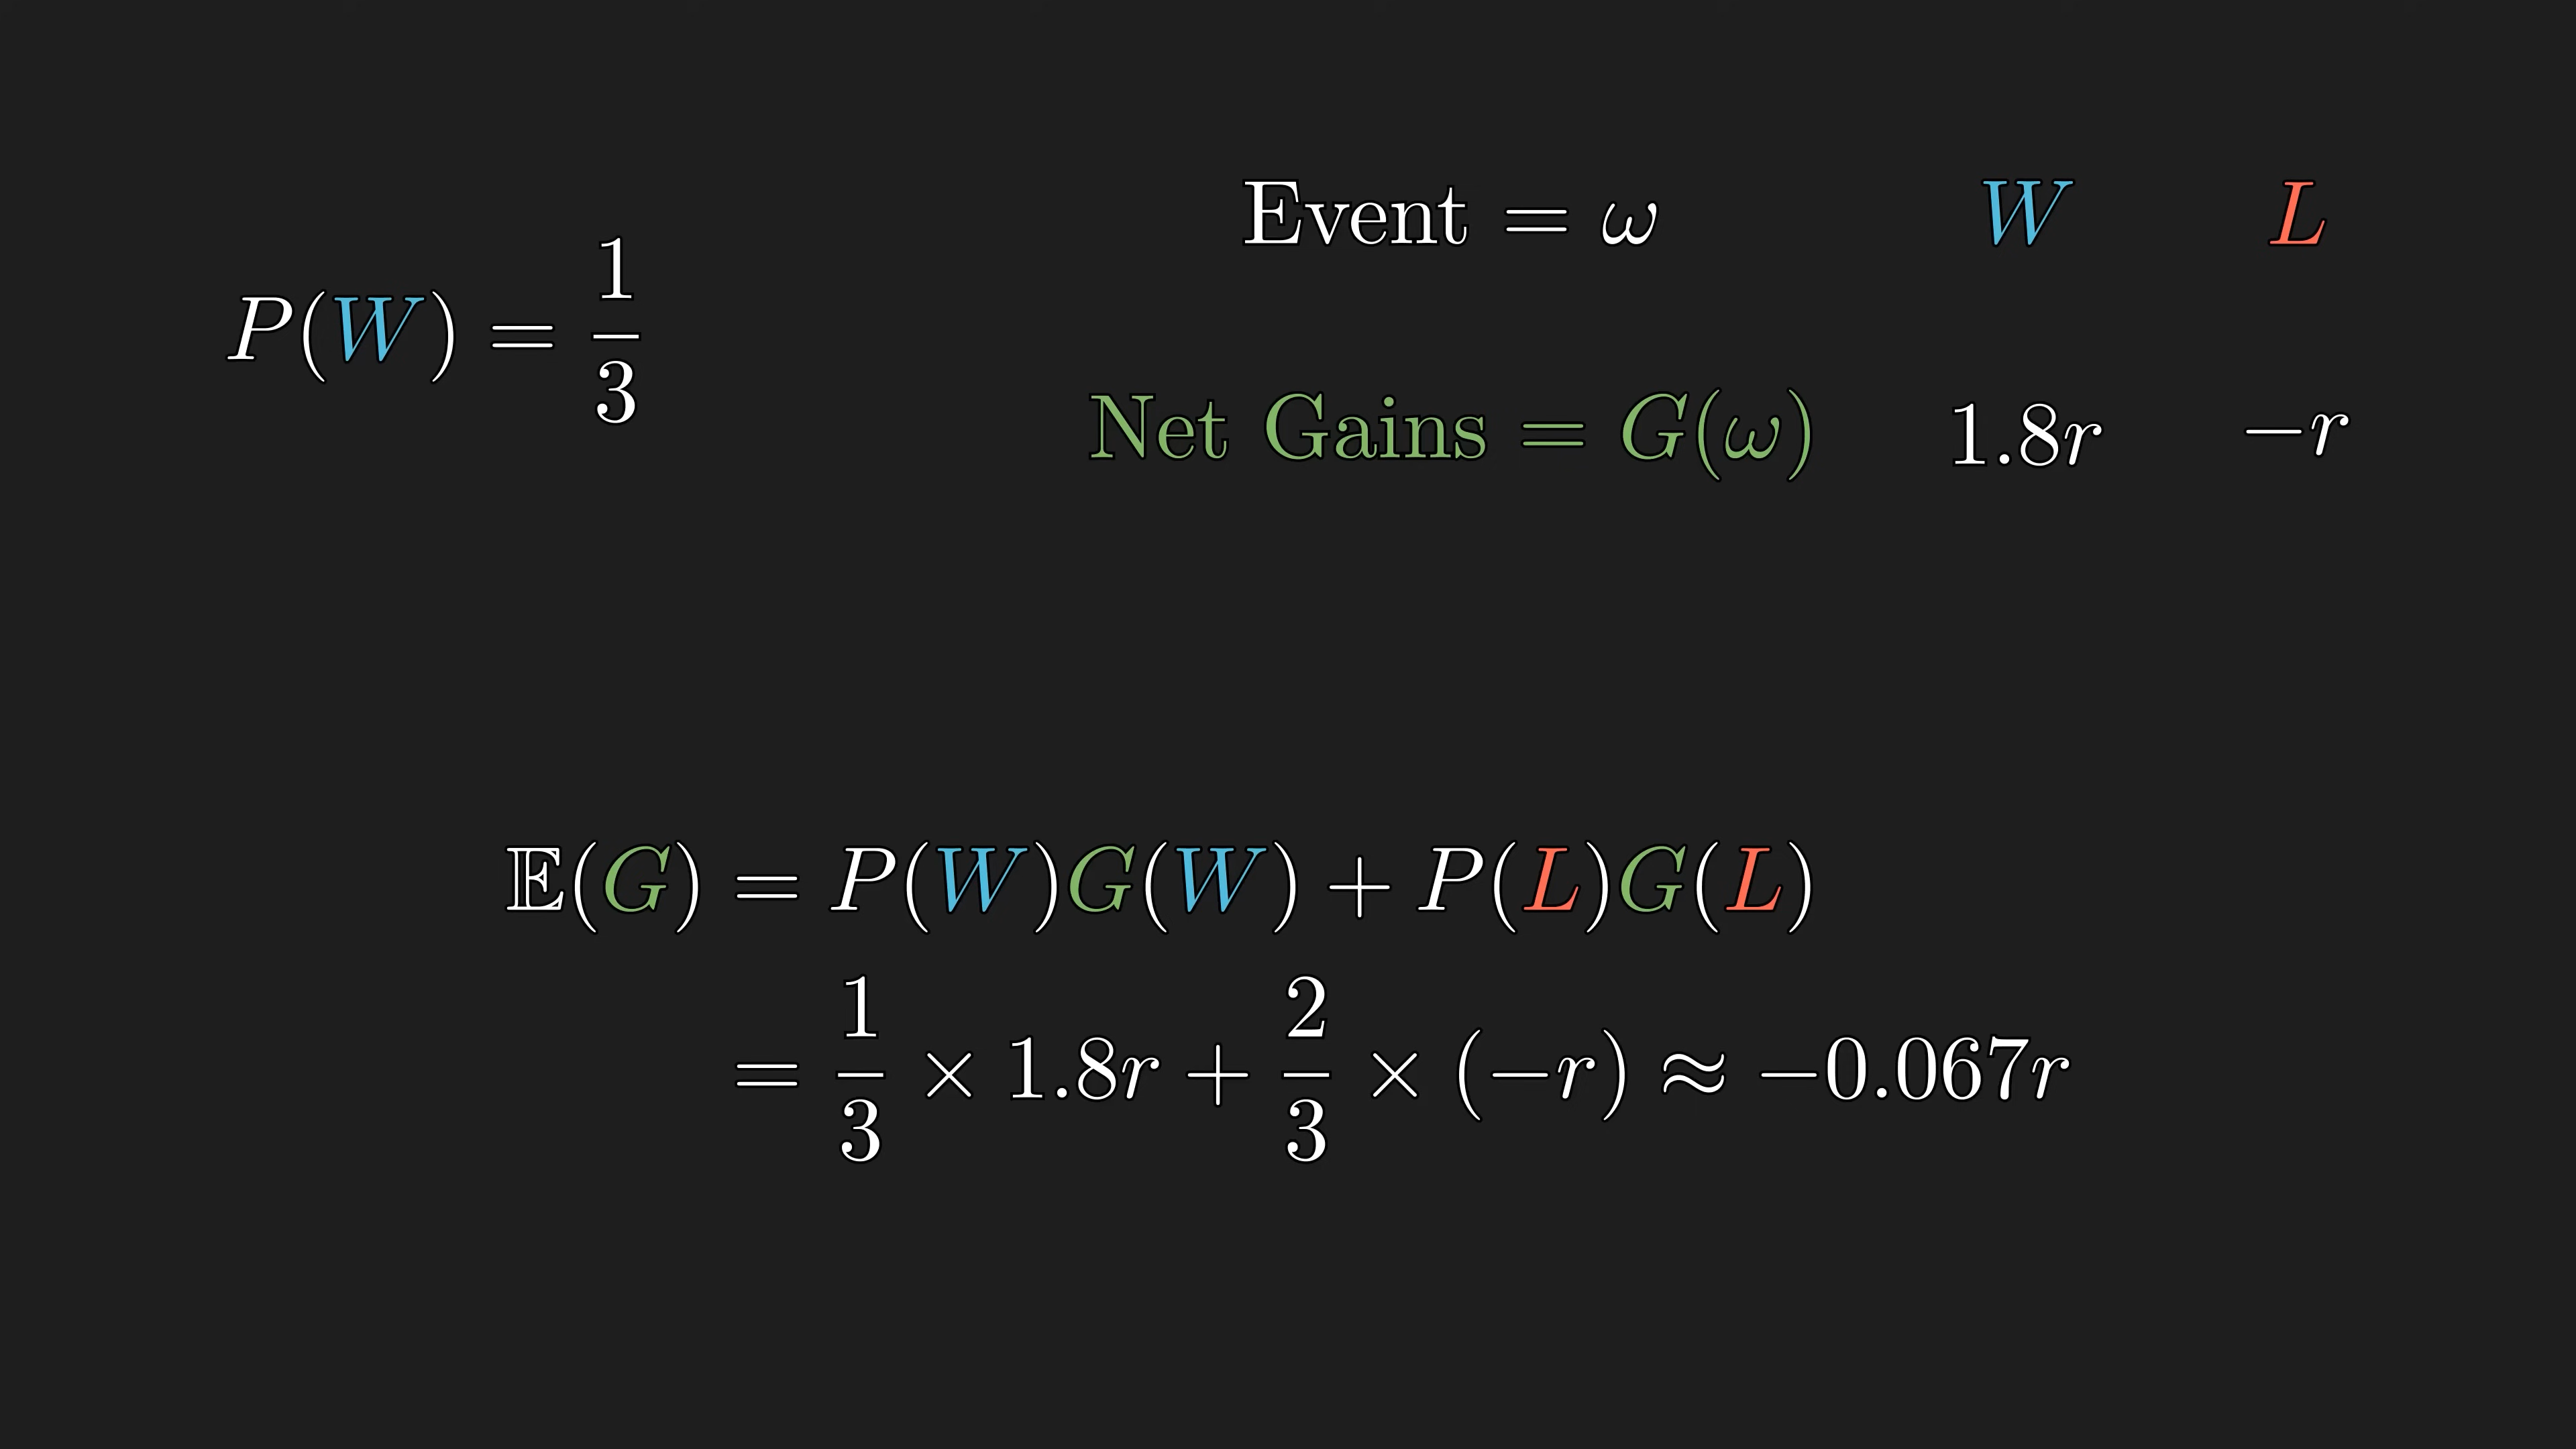 P(W) = 1/3
Event = ω W L
Net Gains = G(ω) 1.8r −r
𝔼(G) = P(W)G(W) + P(L)G(L)
= 1/3 × 1.8r + 2/3 × (−r) ≈ −0.067r